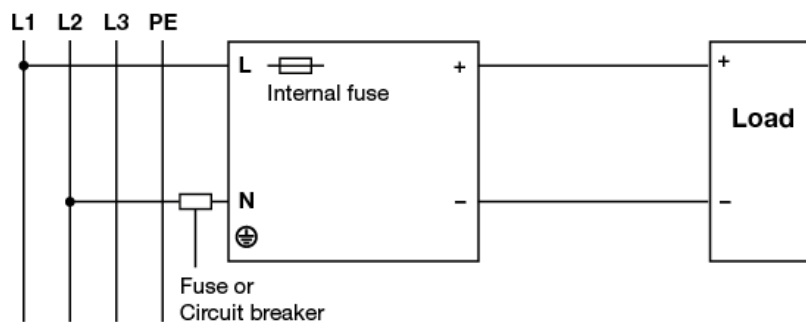 L1 L2 L3 PE
L
+
+
Internal fuse
Load
N
−
−
Fuse or
Circuit breaker